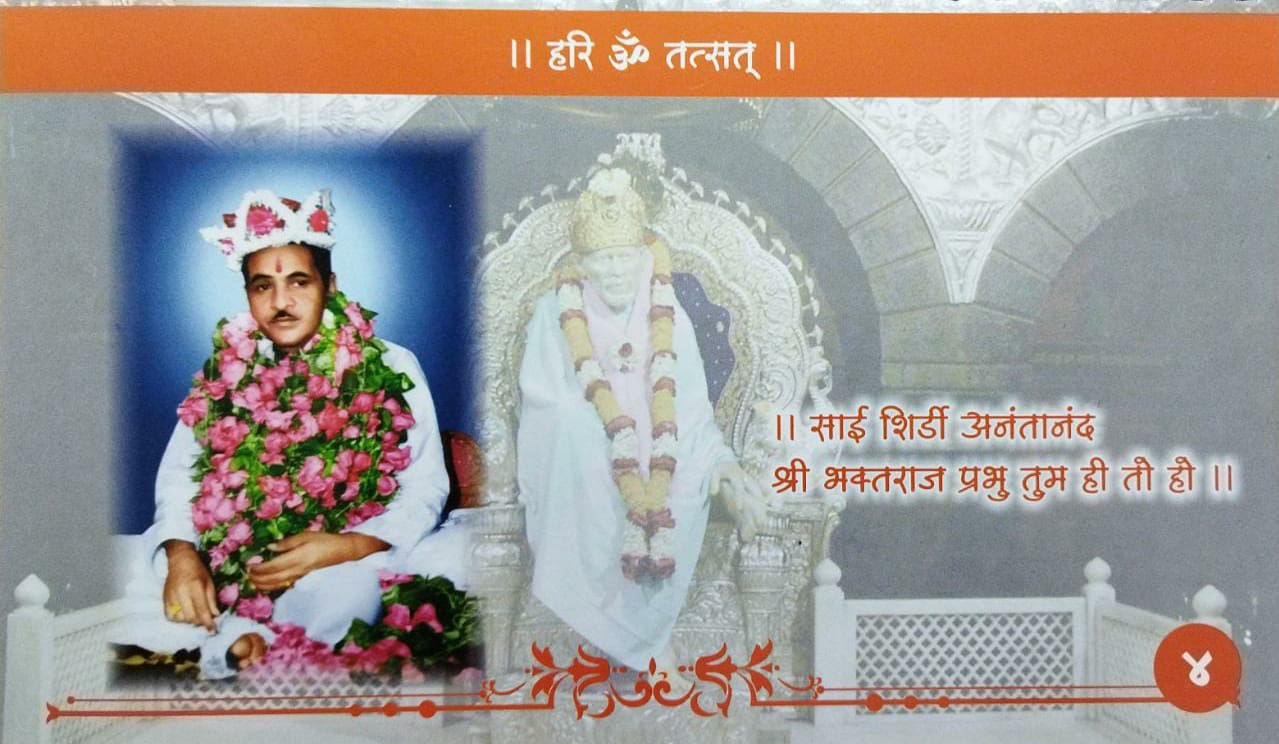 ।। हरि ॐ तत्सत् ।।
।। साई शिर्डी अनंतानंद
श्री भक्तराज प्रभु तुम ही तो हो ।।
४